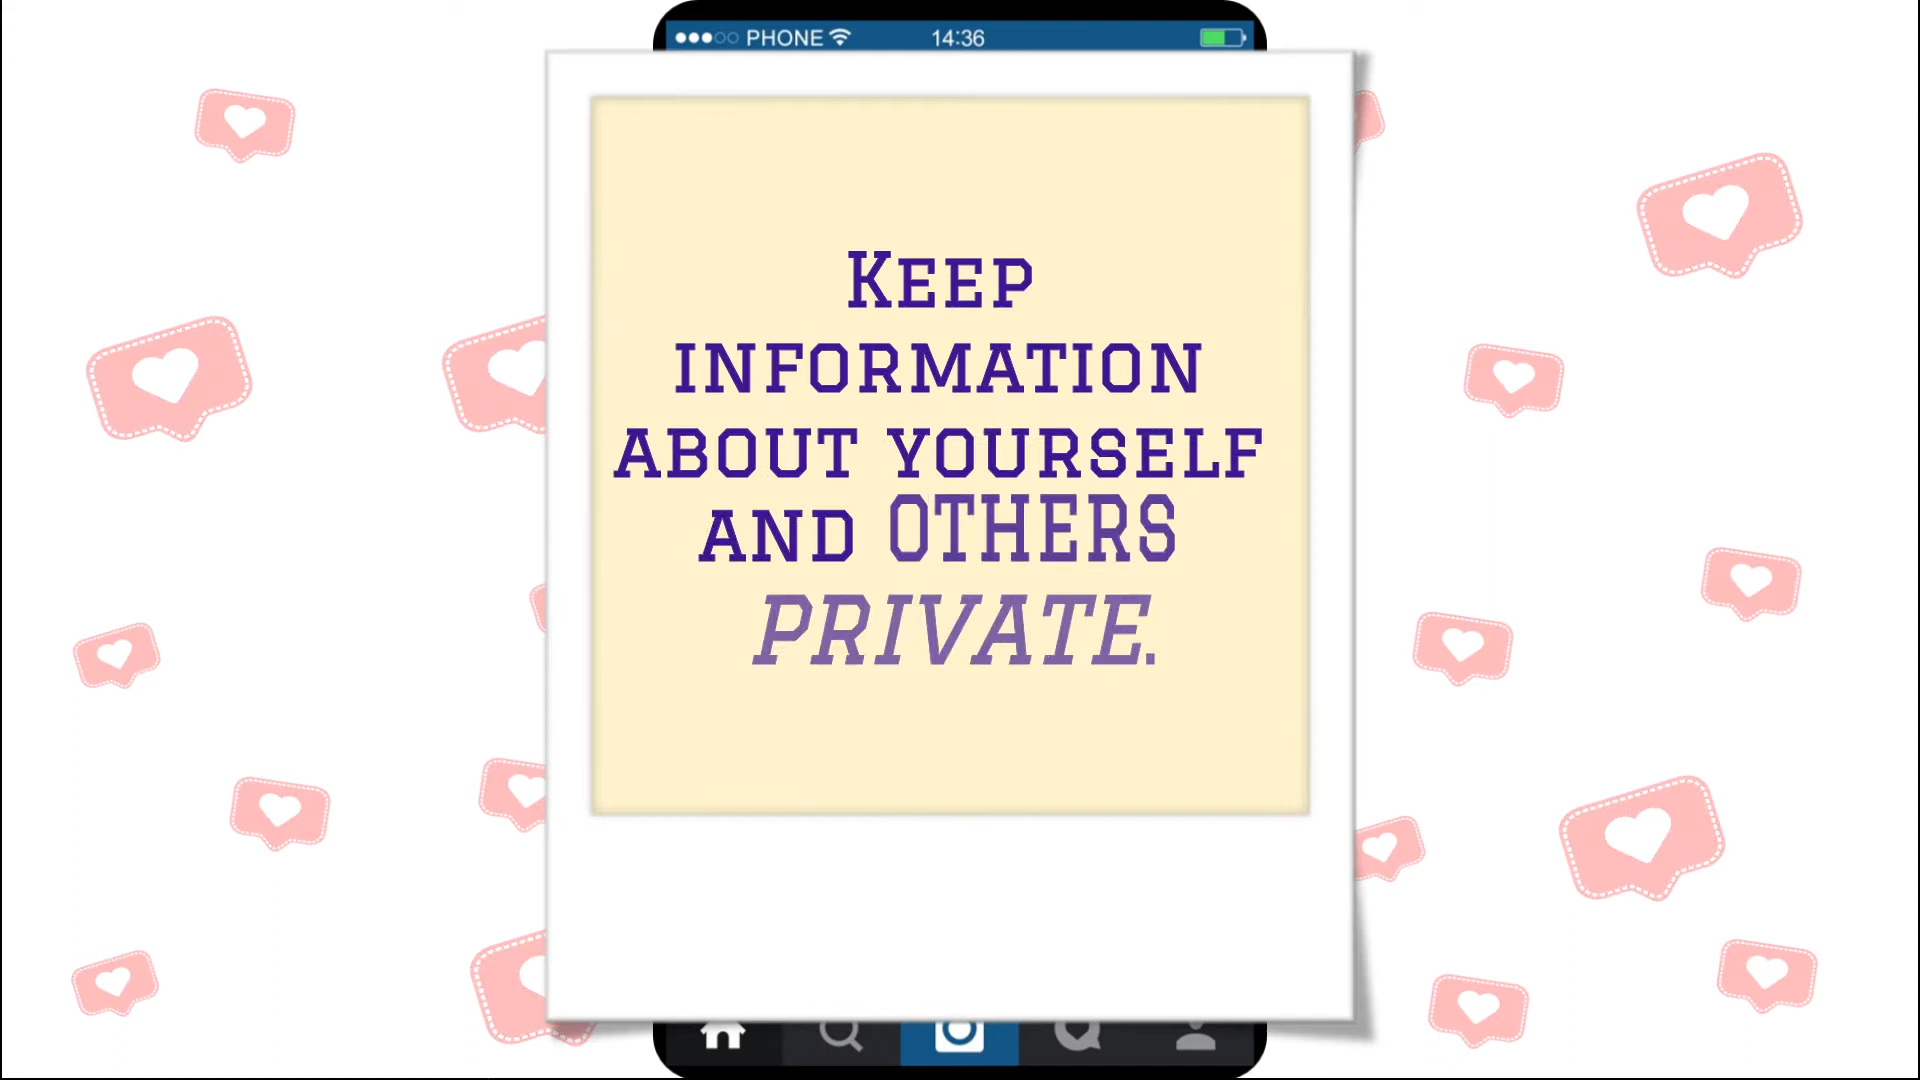 PHONE 14:36
Keep
information
about yourself
and OTHERS
PRIVATE.